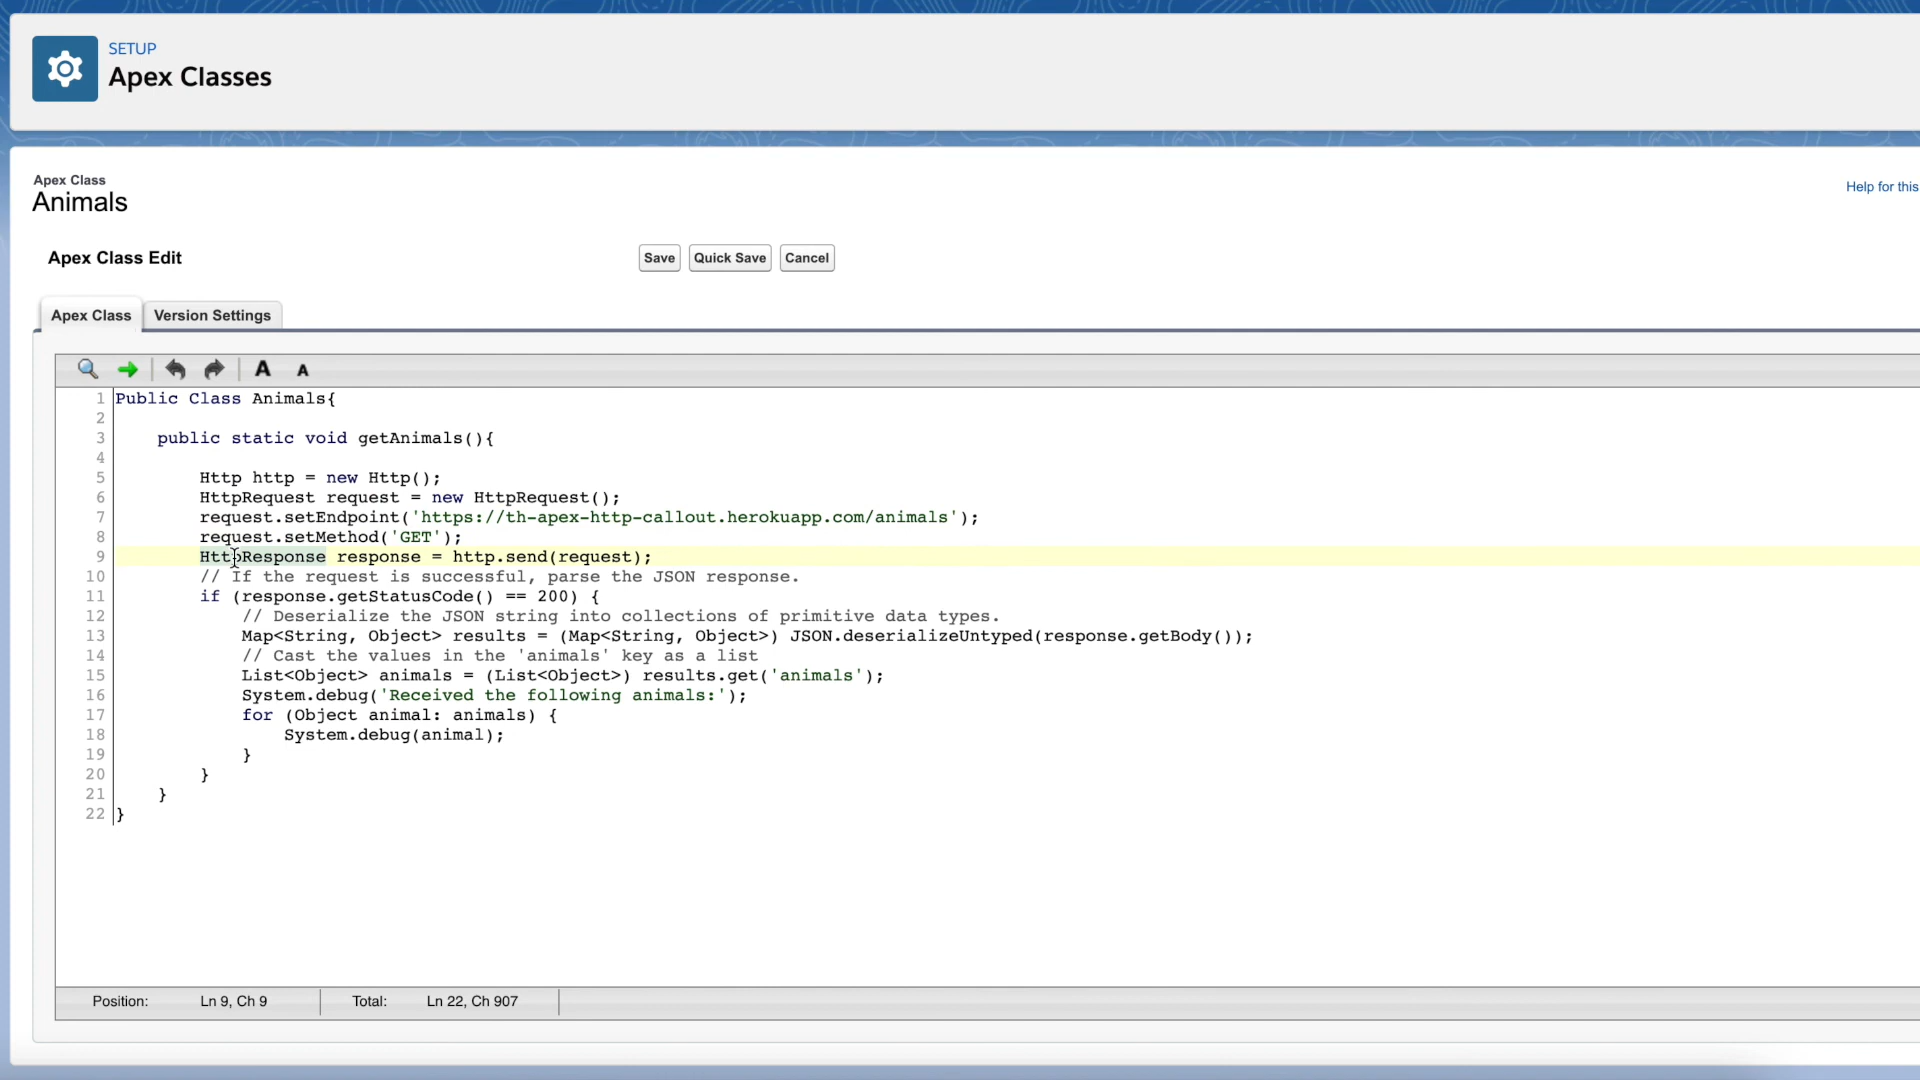 SETUP
Apex Classes
Apex Class
Animals
Help for this
Apex Class Edit
Save Quick Save Cancel
Apex Class Version Settings
A A
1 Public Class Animals{
2
3 public static void getAnimals(){
4
5 Http http = new Http();
6 HttpRequest request = new HttpRequest();
7 request.setEndpoint('https://th-apex-http-callout.herokuapp.com/animals');
8 request.setMethod('GET');
9 HttpResponse response = http.send(request);
10 // If the request is successful, parse the JSON response.
11 if (response.getStatusCode() == 200) {
12 // Deserialize the JSON string into collections of primitive data types.
13 Map<String, Object> results = (Map<String, Object>) JSON.deserializeUntyped(response.getBody());
14 // Cast the values in the 'animals' key as a list
15 List<Object> animals = (List<Object>) results.get('animals');
16 System.debug('Received the following animals:');
17 for (Object animal: animals) {
18 System.debug(animal);
19 }
20 }
21 }
22 }
Position: Ln 9, Ch 9 Total: Ln 22, Ch 907